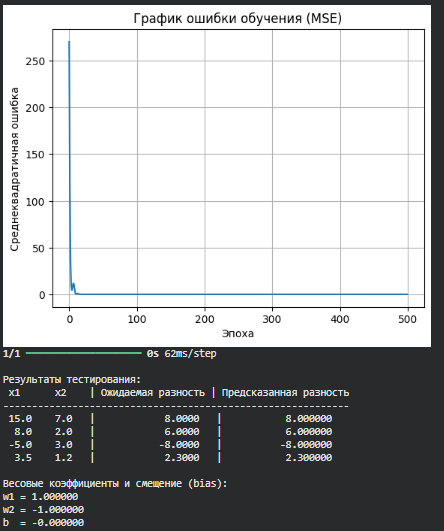 График ошибки обучения (MSE)
Среднеквадратичная ошибка
250
200
150
100
50
0
0 100 200 300 400 500
Эпоха
1/1 ━━━━━━━━━━━━━━━━━━━━ 0s 62ms/step
Результаты тестирования:
x1 x2 | Ожидаемая разность | Предсказанная разность
------------------------------------------------------------
15.0 7.0 | 8.0000 | 8.000000
8.0 2.0 | 6.0000 | 6.000000
-5.0 3.0 | -8.0000 | -8.000000
3.5 1.2 | 2.3000 | 2.300000
Весовые коэффициенты и смещение (bias):
w1 = 1.000000
w2 = -1.000000
b = -0.000000